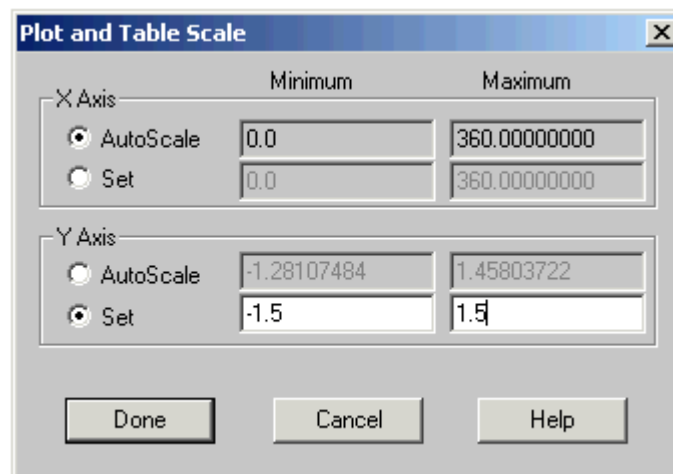 Plot and Table Scale
Minimum Maximum
X Axis
AutoScale 0.0 360.00000000
Set 0.0 360.00000000
Y Axis
AutoScale -1.28107484 1.45803722
Set -1.5 1.5
Done Cancel Help